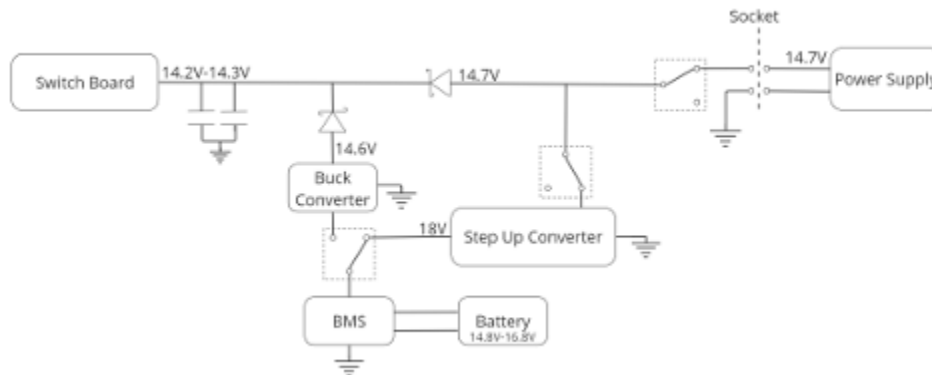 Socket
Switch Board
14.2V-14.3V
14.7V
14.7V
Power Supply
14.6V
Buck
Converter
18V
Step Up Converter
BMS
Battery
14.8V-16.8V